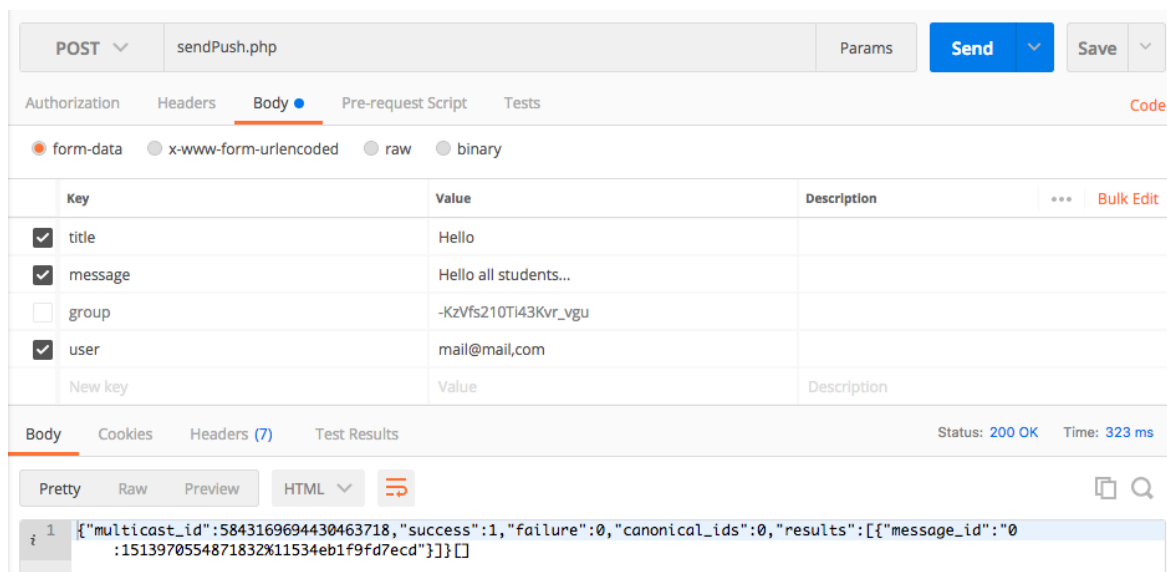 POST sendPush.php Params Send Save
Authorization Headers Body Pre-request Script Tests Code
form-data x-www-form-urlencoded raw binary
Key Value Description Bulk Edit
title Hello
message Hello all students...
group -KzVfs210Ti43Kvr_vgu
user mail@mail,com
New key Value Description
Body Cookies Headers (7) Test Results Status: 200 OK Time: 323 ms
Pretty Raw Preview HTML
i 1 {"multicast_id":5843169694430463718,"success":1,"failure":0,"canonical_ids":0,"results":[{"message_id":"0
:1513970554871832%11534eb1f9fd7ecd"}]}[]